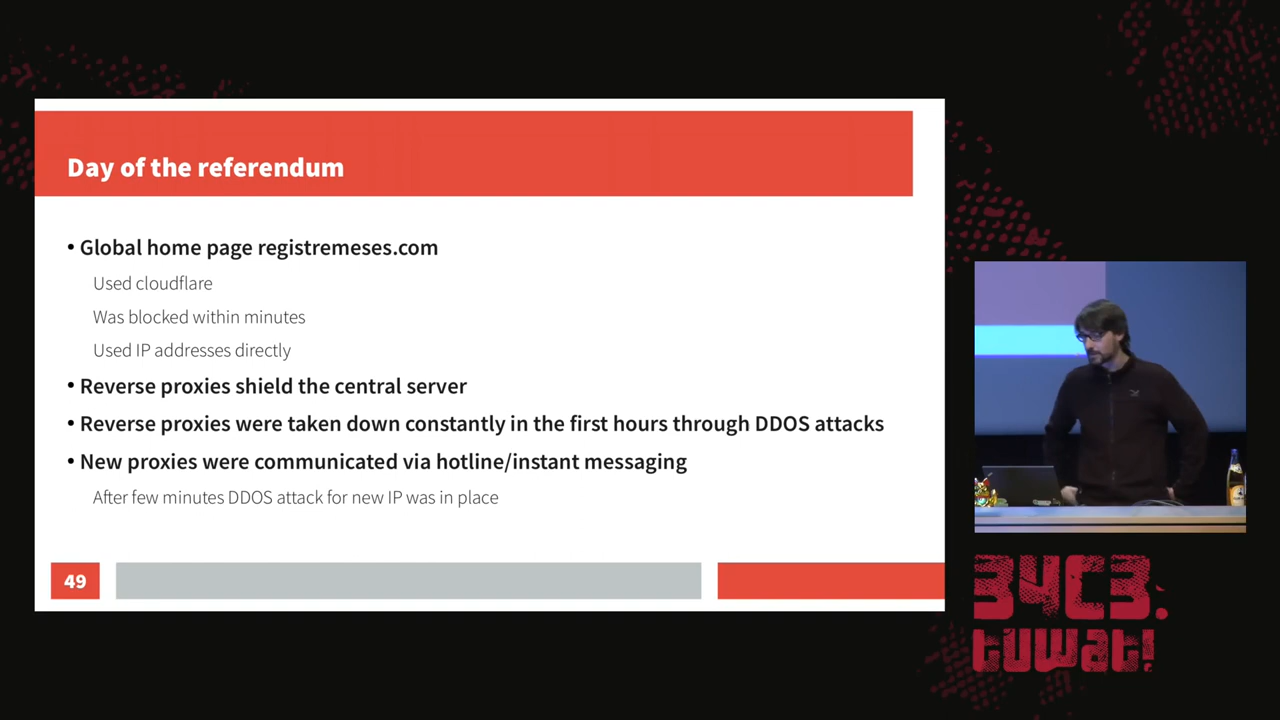 Day of the referendum
• Global home page registremeses.com
Used cloudflare
Was blocked within minutes
Used IP addresses directly
• Reverse proxies shield the central server
• Reverse proxies were taken down constantly in the first hours through DDOS attacks
• New proxies were communicated via hotline/instant messaging
After few minutes DDOS attack for new IP was in place
49
34C3.
tuwat!